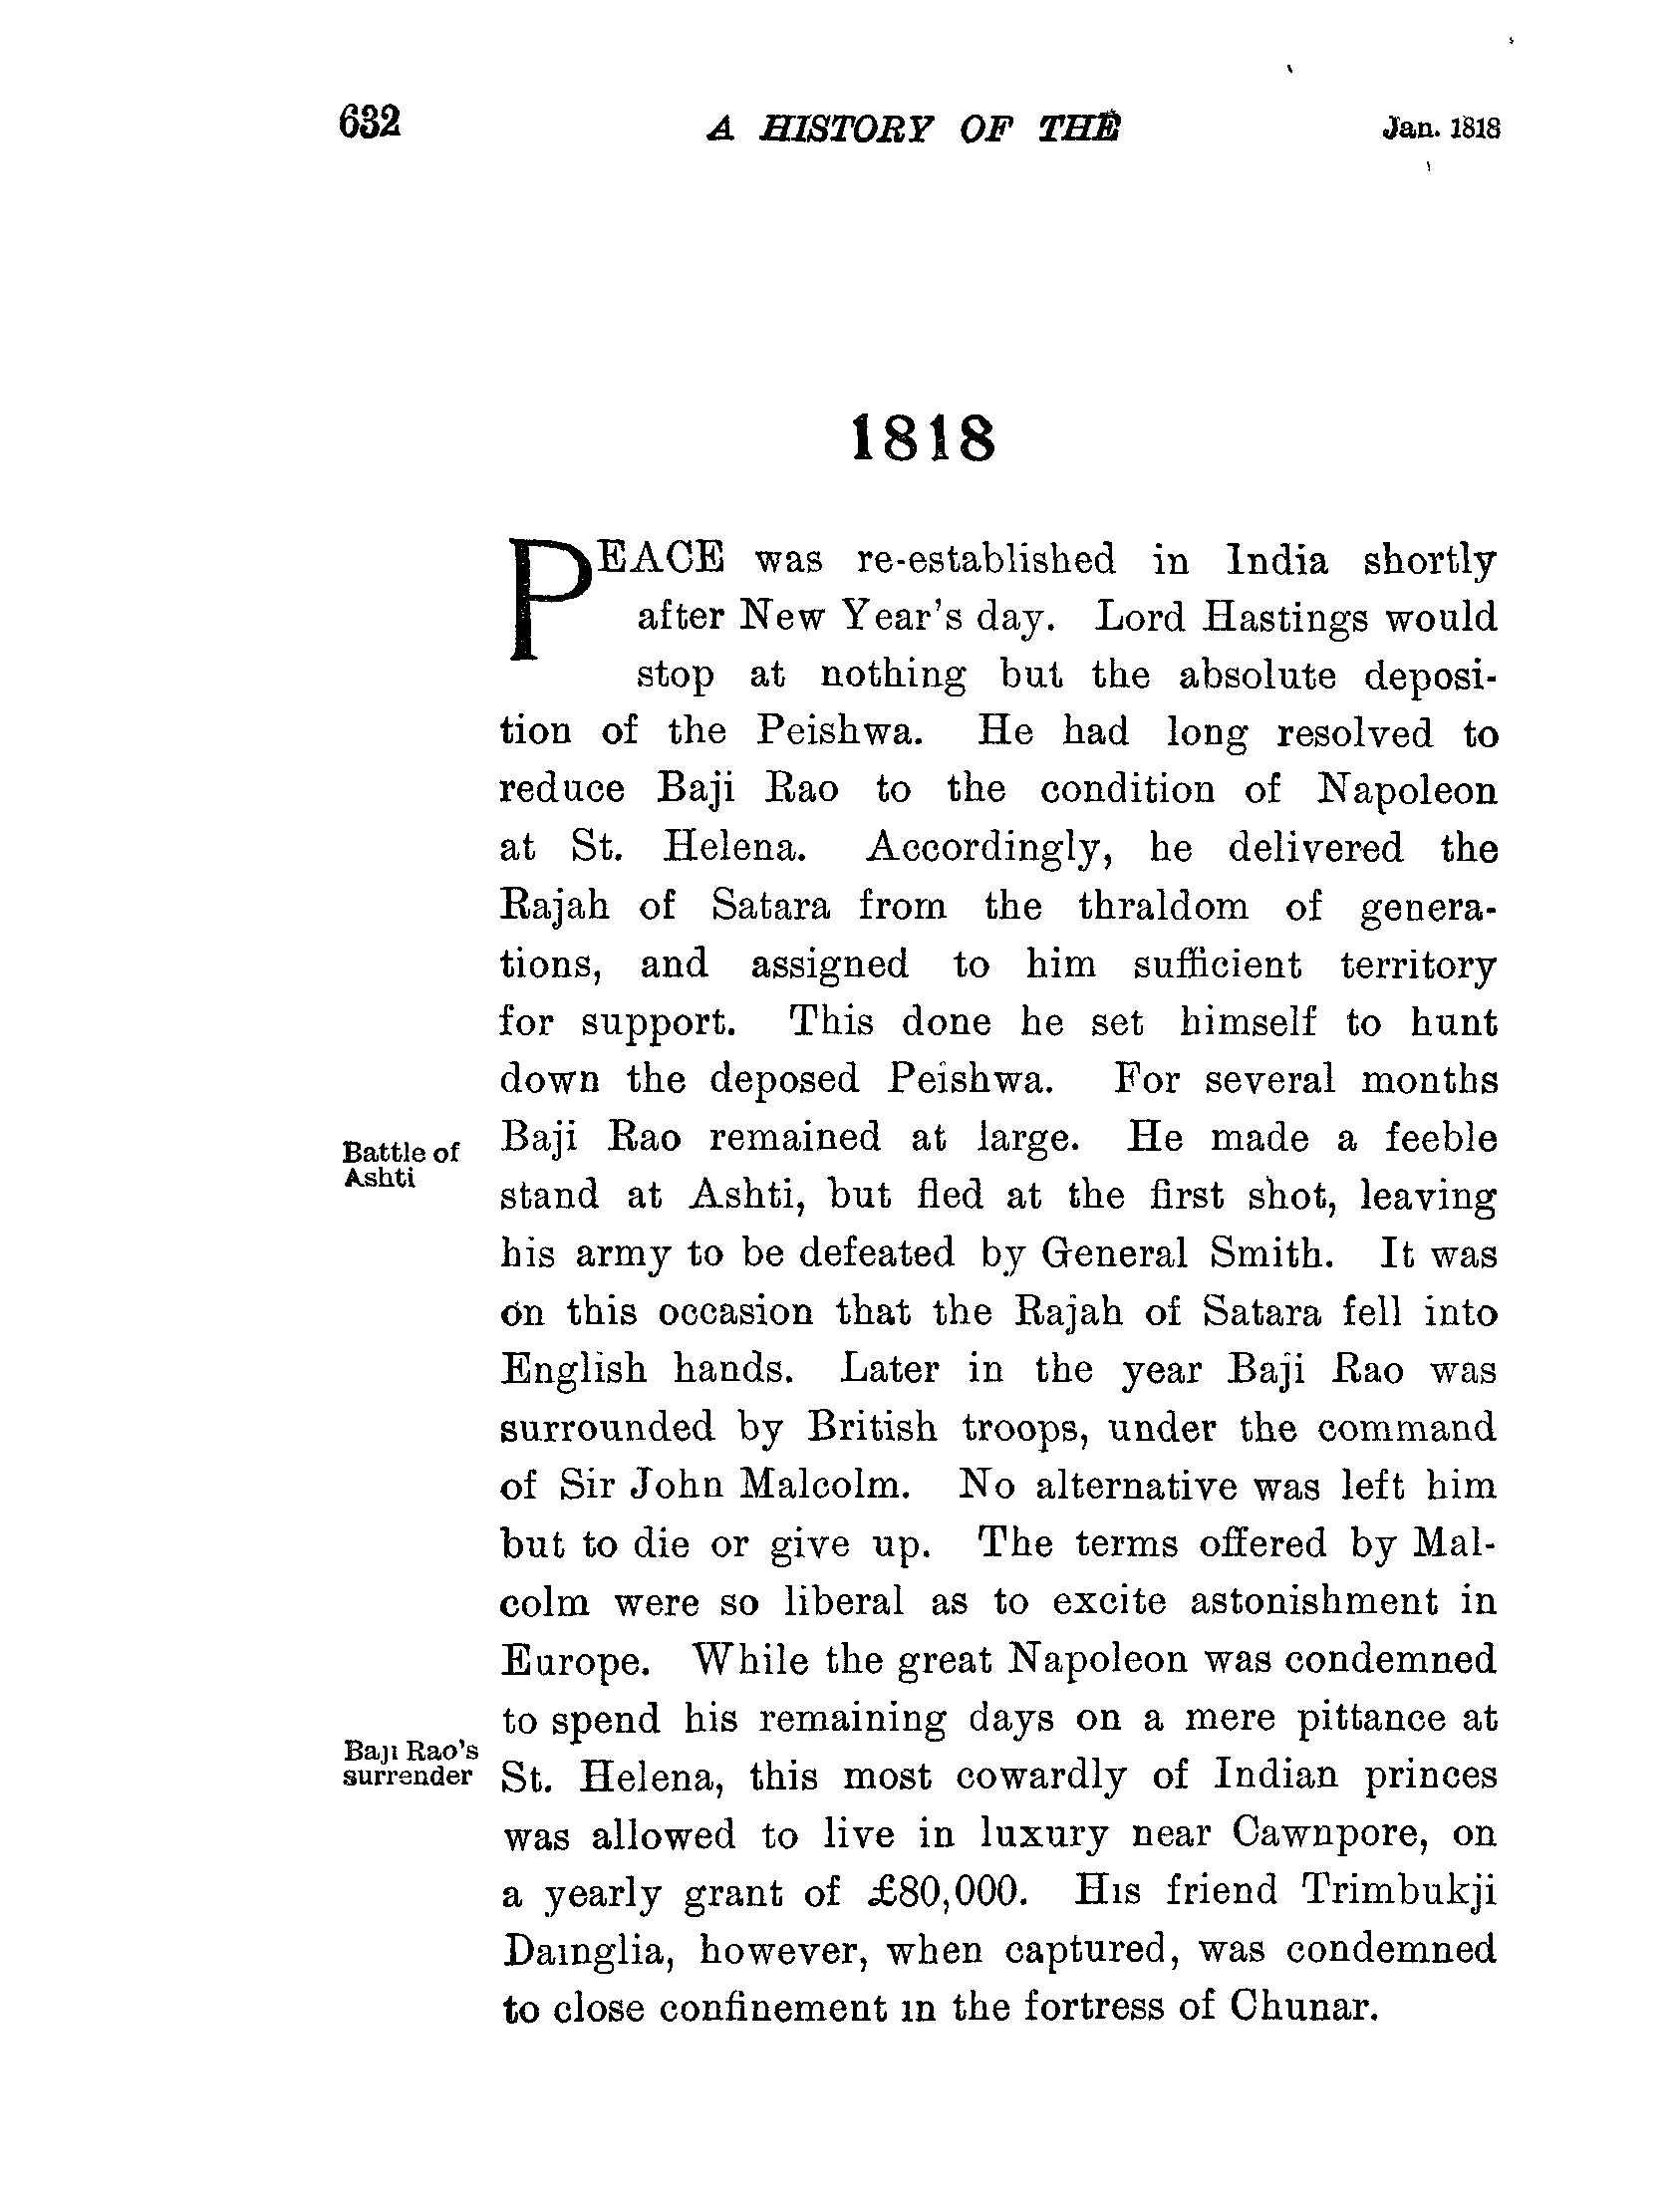 632 A HISTORY OF THE Jan. 1818
1818
PEACE was re-established in India shortly
after New Year's day. Lord Hastings would
stop at nothing but the absolute deposi-
tion of the Peishwa. He had long resolved to
reduce Baji Rao to the condition of Napoleon
at St. Helena. Accordingly, he delivered the
Rajah of Satara from the thraldom of genera-
tions, and assigned to him sufficient territory
for support. This done he set himself to hunt
down the deposed Peishwa. For several months
Battle of
Ashti
Baji Rao remained at large. He made a feeble
stand at Ashti, but fled at the first shot, leaving
his army to be defeated by General Smith. It was
on this occasion that the Rajah of Satara fell into
English hands. Later in the year Baji Rao was
surrounded by British troops, under the command
of Sir John Malcolm. No alternative was left him
but to die or give up. The terms offered by Mal-
colm were so liberal as to excite astonishment in
Europe. While the great Napoleon was condemned
to spend his remaining days on a mere pittance at
Baji Rao's
surrender
St. Helena, this most cowardly of Indian princes
was allowed to live in luxury near Cawnpore, on
a yearly grant of £80,000. His friend Trimbukji
Dainglia, however, when captured, was condemned
to close confinement in the fortress of Chunar.